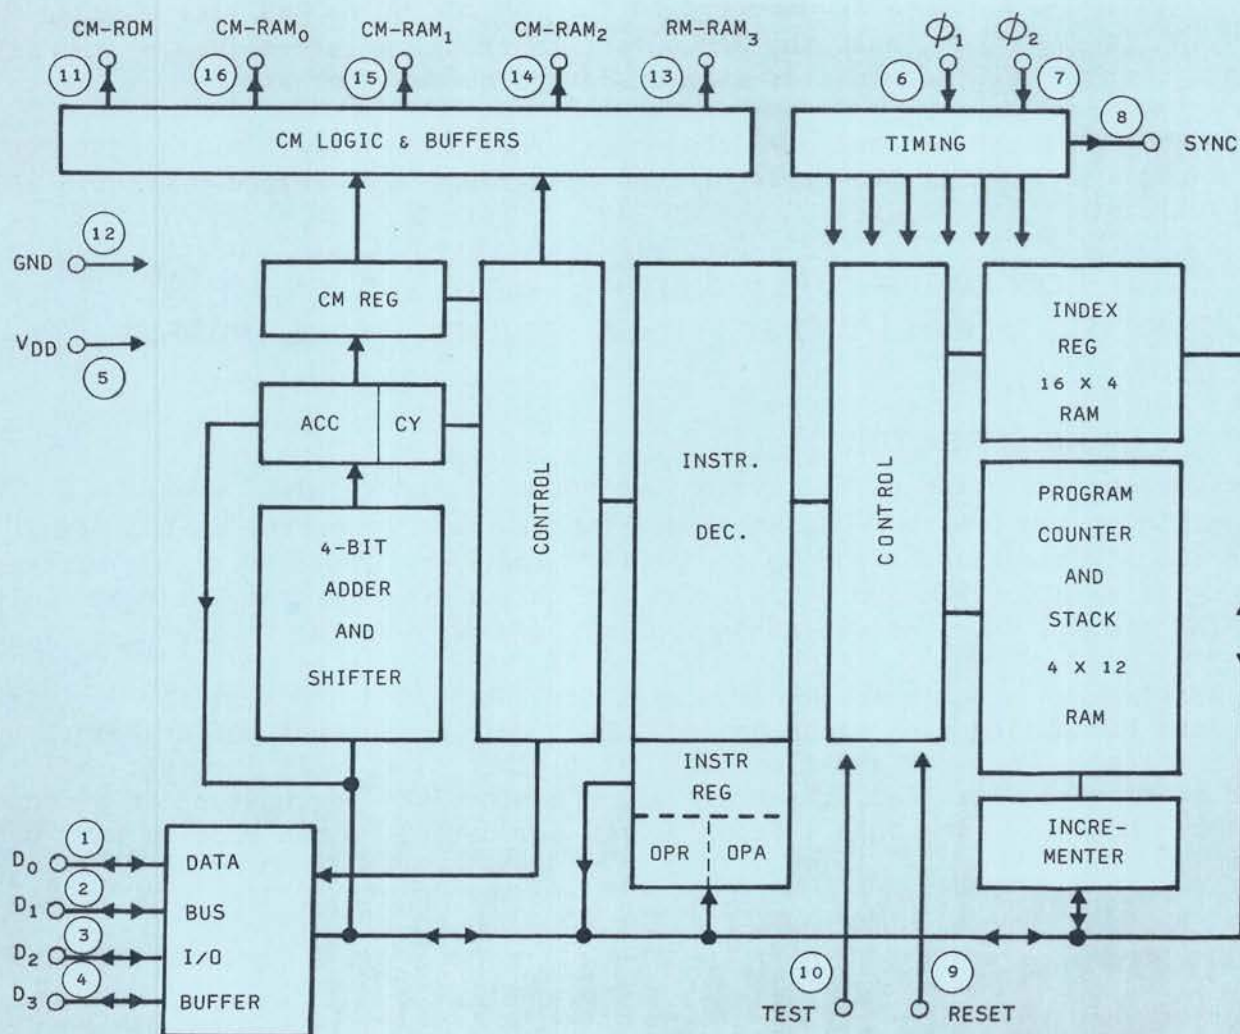 CM-ROM CM-RAM₀ CM-RAM₁ CM-RAM₂ RM-RAM₃ ϕ₁ ϕ₂
11 16 15 14 13 6 7
8
CM LOGIC & BUFFERS TIMING SYNC
12
GND
CM REG
V_DD
5
ACC CY
4-BIT
ADDER
AND
SHIFTER
CONTROL
INSTR.
DEC.
CONTROL
INDEX
REG
16 X 4
RAM
PROGRAM
COUNTER
AND
STACK
4 X 12
RAM
INSTR
REG
OPR OPA
INCRE-
MENTER
1
D₀ DATA
2
D₁ BUS
3
D₂ I/O
4
D₃ BUFFER
10 9
TEST RESET